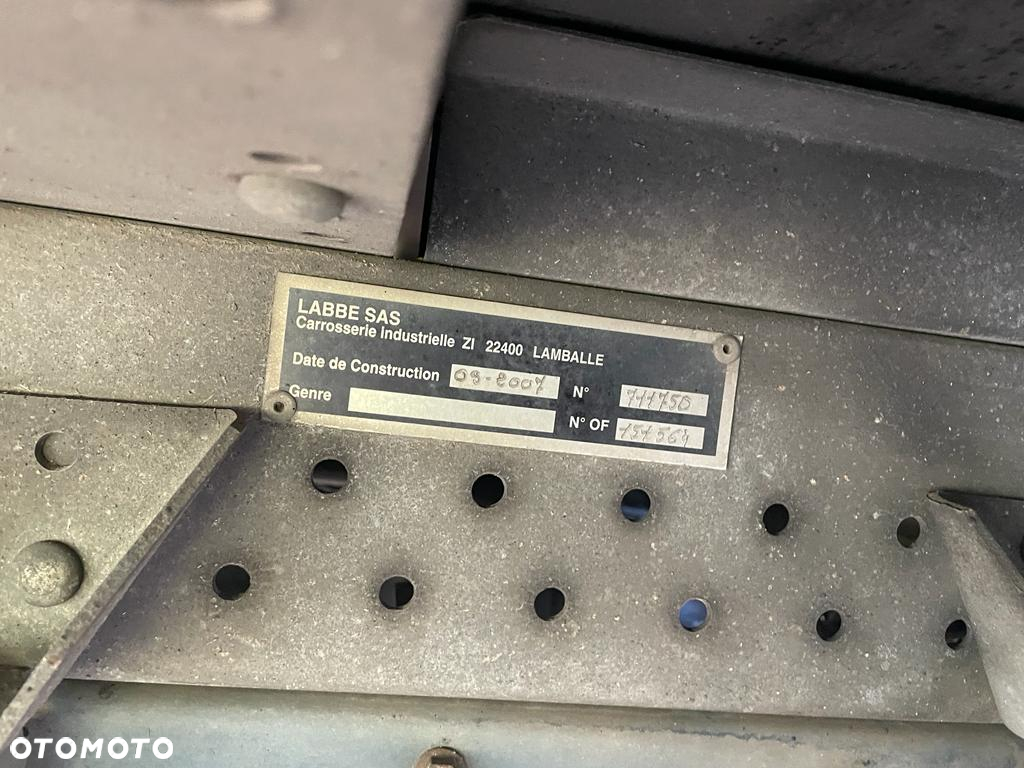 LABBE SAS
Carrosserie Industrielle ZI 22400 LAMBALLE
Date de Construction 09-2007 N° 711750
Genre N° OF 151564
OTOMOTO